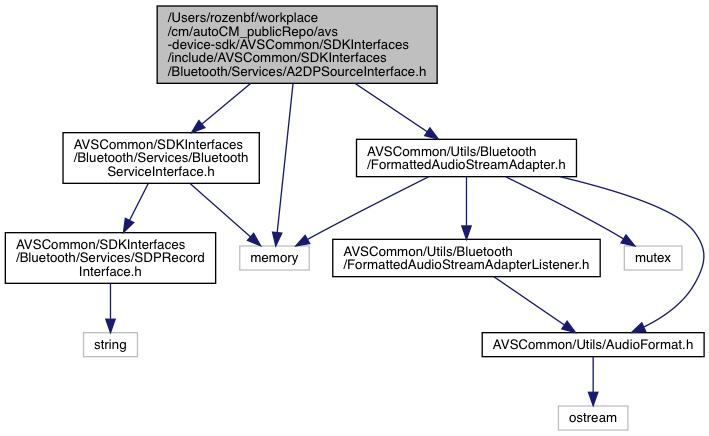 /Users/rozenbf/workplace
/cm/autoCM_publicRepo/avs
-device-sdk/AVSCommon/SDKInterfaces
/include/AVSCommon/SDKInterfaces
/Bluetooth/Services/A2DPSourceInterface.h
AVSCommon/SDKInterfaces
/Bluetooth/Services/Bluetooth
ServiceInterface.h
AVSCommon/Utils/Bluetooth
/FormattedAudioStreamAdapter.h
AVSCommon/SDKInterfaces
/Bluetooth/Services/SDPRecord
Interface.h
memory
AVSCommon/Utils/Bluetooth
/FormattedAudioStreamAdapterListener.h
mutex
string
AVSCommon/Utils/AudioFormat.h
ostream